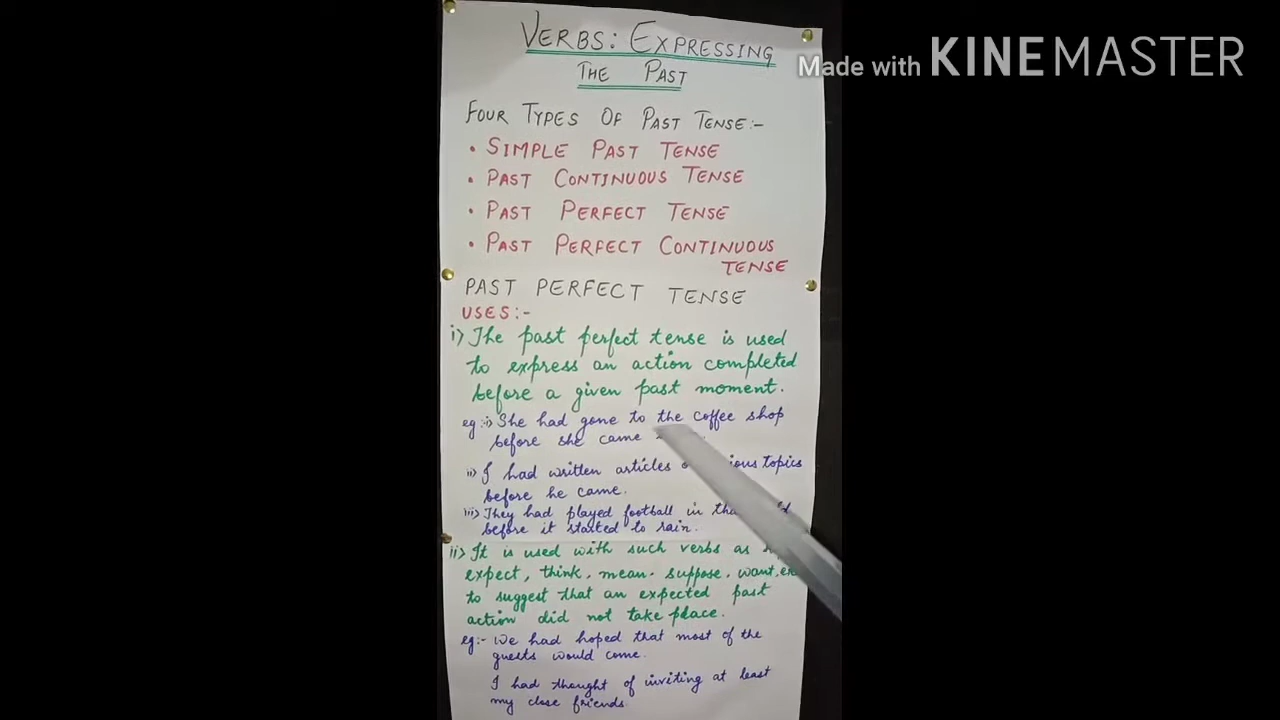 VERBS: EXPRESSING
THE PAST
Made with KINEMASTER
FOUR TYPES OF PAST TENSE:-
• SIMPLE PAST TENSE
• PAST CONTINUOUS TENSE
• PAST PERFECT TENSE
• PAST PERFECT CONTINUOUS
TENSE
PAST PERFECT TENSE
USES:-
i) The past perfect tense is used
to express an action completed
before a given past moment.
eg:-i) She had gone to the coffee shop
before she came
ii) I had written articles topics
before he came.
iii) They had played football in
before it started to rain.
ii) It is used with such verbs as
expect, think, mean, suppose, want,
to suggest that an expected past
action did not take place.
eg:- We had hoped that most of the
guests would come.
I had thought of inviting at least
my close friends.